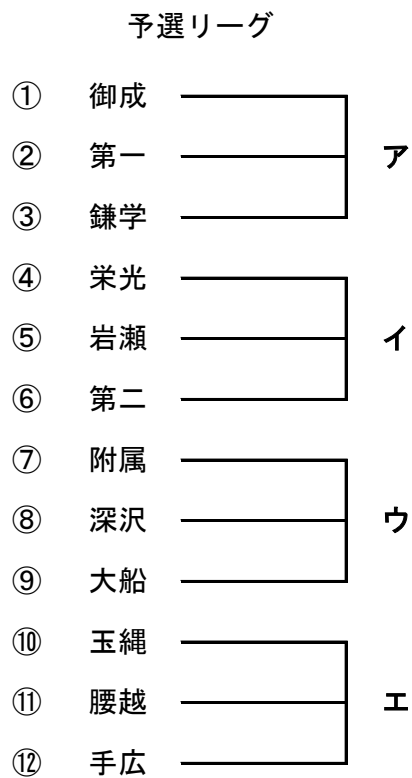 予選リーグ
① 御成
② 第一 ア
③ 鎌学
④ 栄光
⑤ 岩瀬 イ
⑥ 第二
⑦ 附属
⑧ 深沢 ウ
⑨ 大船
⑩ 玉縄
⑪ 腰越 エ
⑫ 手広